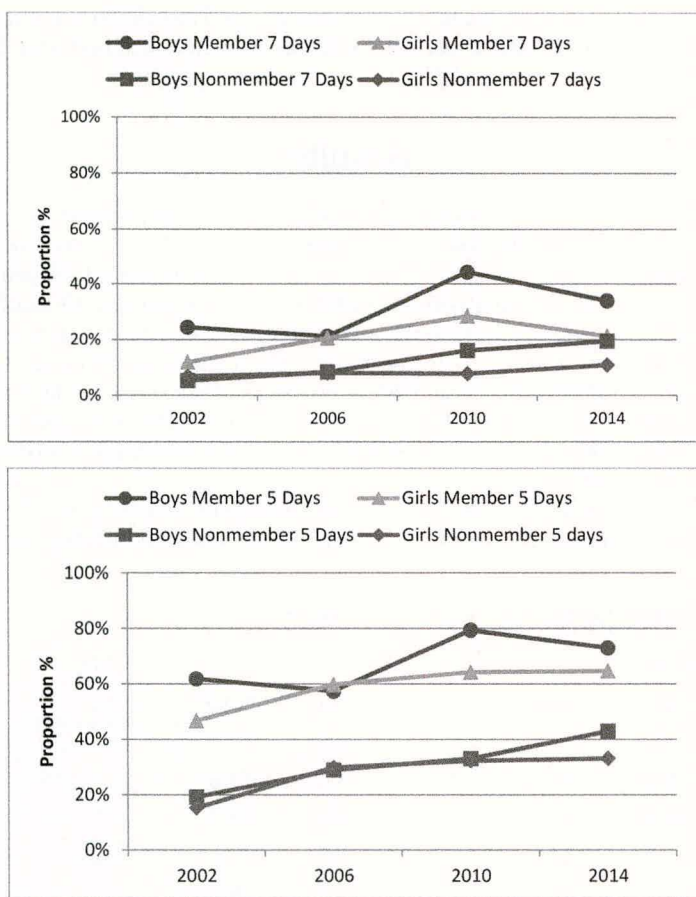 Boys Member 7 Days Girls Member 7 Days
Boys Nonmember 7 Days Girls Nonmember 7 days
100%
80%
60%
40%
20%
0%
Proportion %
2002 2006 2010 2014
Boys Member 5 Days Girls Member 5 Days
Boys Nonmember 5 Days Girls Nonmember 5 days
100%
80%
60%
40%
20%
0%
Proportion %
2002 2006 2010 2014